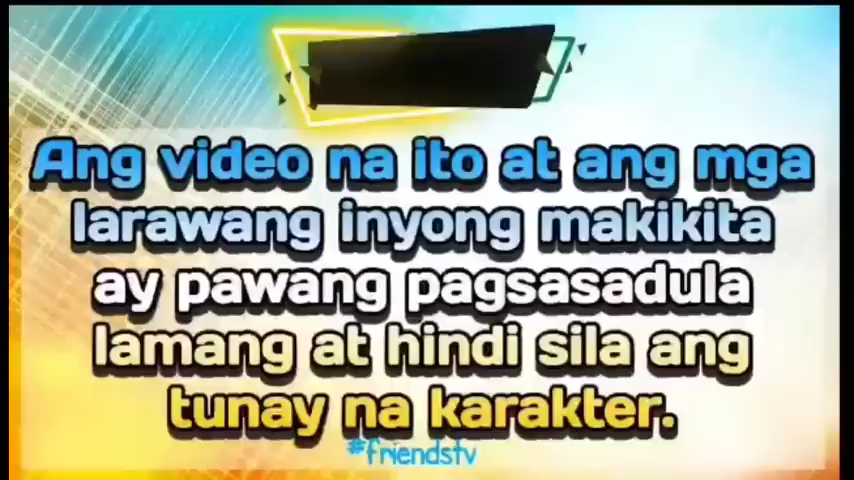 Ang video na ito at ang mga
larawang inyong makikita
ay pawang pagsasadula
lamang at hindi sila ang
tunay na karakter.
#friendstv